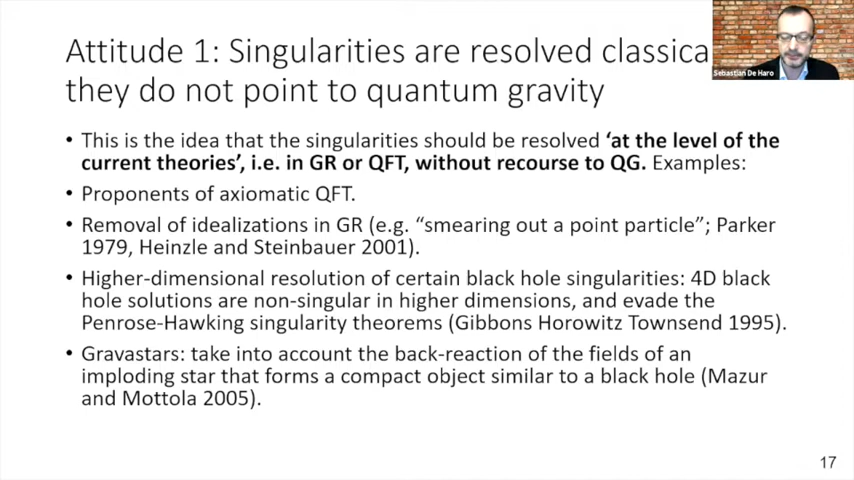 Attitude 1: Singularities are resolved classica
they do not point to quantum gravity
Sebastian De Haro
• This is the idea that the singularities should be resolved ‘at the level of the
current theories’, i.e. in GR or QFT, without recourse to QG. Examples:
• Proponents of axiomatic QFT.
• Removal of idealizations in GR (e.g. “smearing out a point particle”; Parker
1979, Heinzle and Steinbauer 2001).
• Higher-dimensional resolution of certain black hole singularities: 4D black
hole solutions are non-singular in higher dimensions, and evade the
Penrose-Hawking singularity theorems (Gibbons Horowitz Townsend 1995).
• Gravastars: take into account the back-reaction of the fields of an
imploding star that forms a compact object similar to a black hole (Mazur
and Mottola 2005).
17